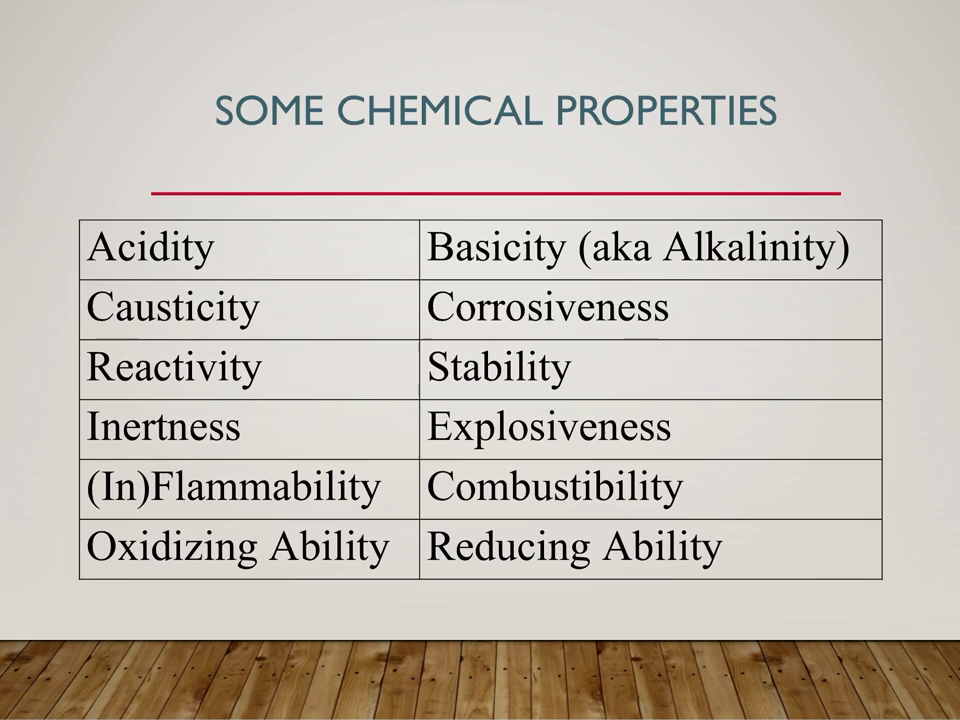 SOME CHEMICAL PROPERTIES
Acidity Basicity (aka Alkalinity)
Causticity Corrosiveness
Reactivity Stability
Inertness Explosiveness
(In)Flammability Combustibility
Oxidizing Ability Reducing Ability